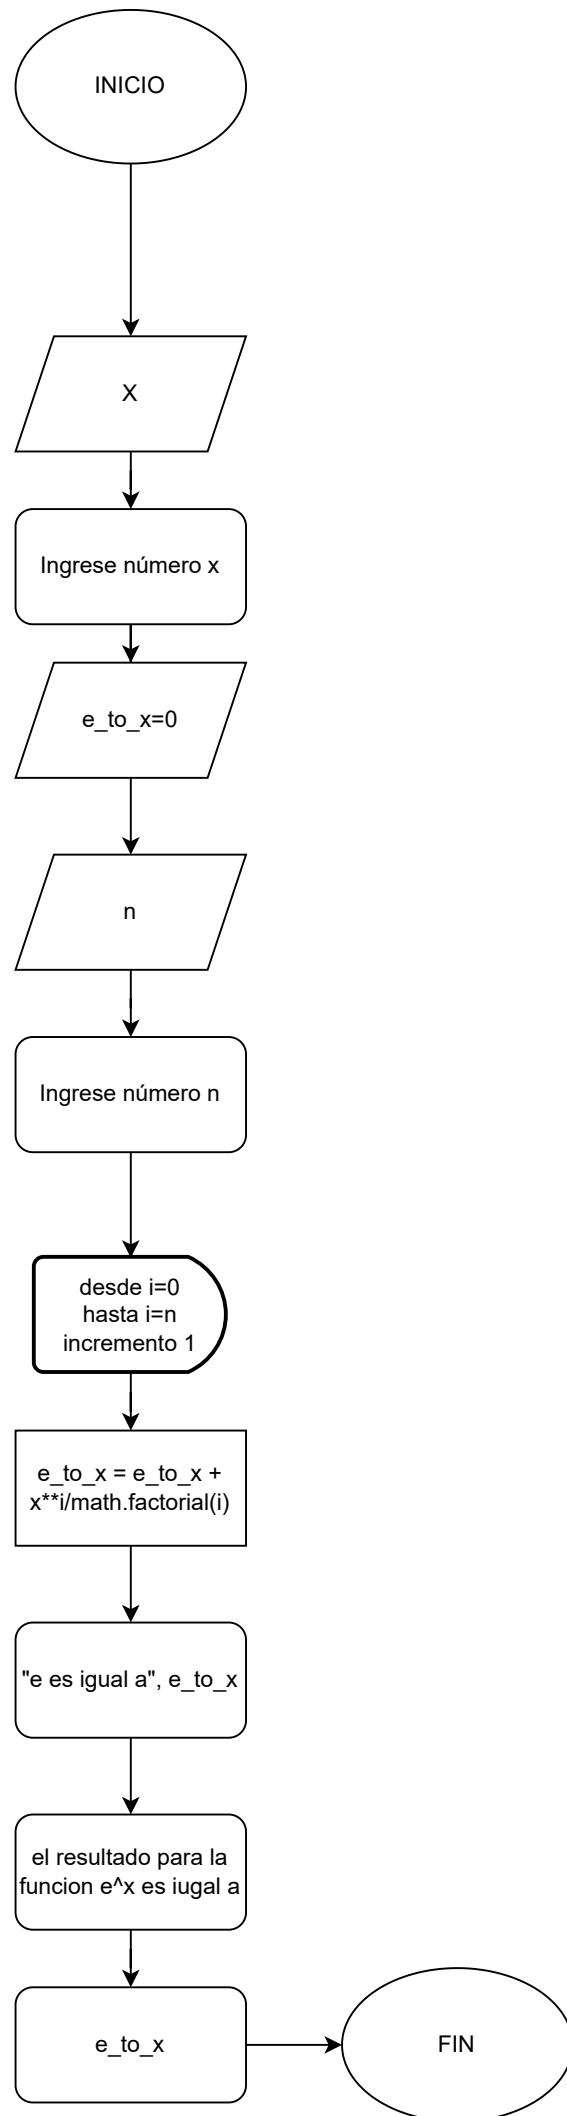 INICIO
X
Ingrese número x
e_to_x=0
n
Ingrese número n
desde i=0
hasta i=n
incremento 1
e_to_x = e_to_x +
x**i/math.factorial(i)
"e es igual a", e_to_x
el resultado para la
funcion e^x es iugal a
e_to_x
FIN